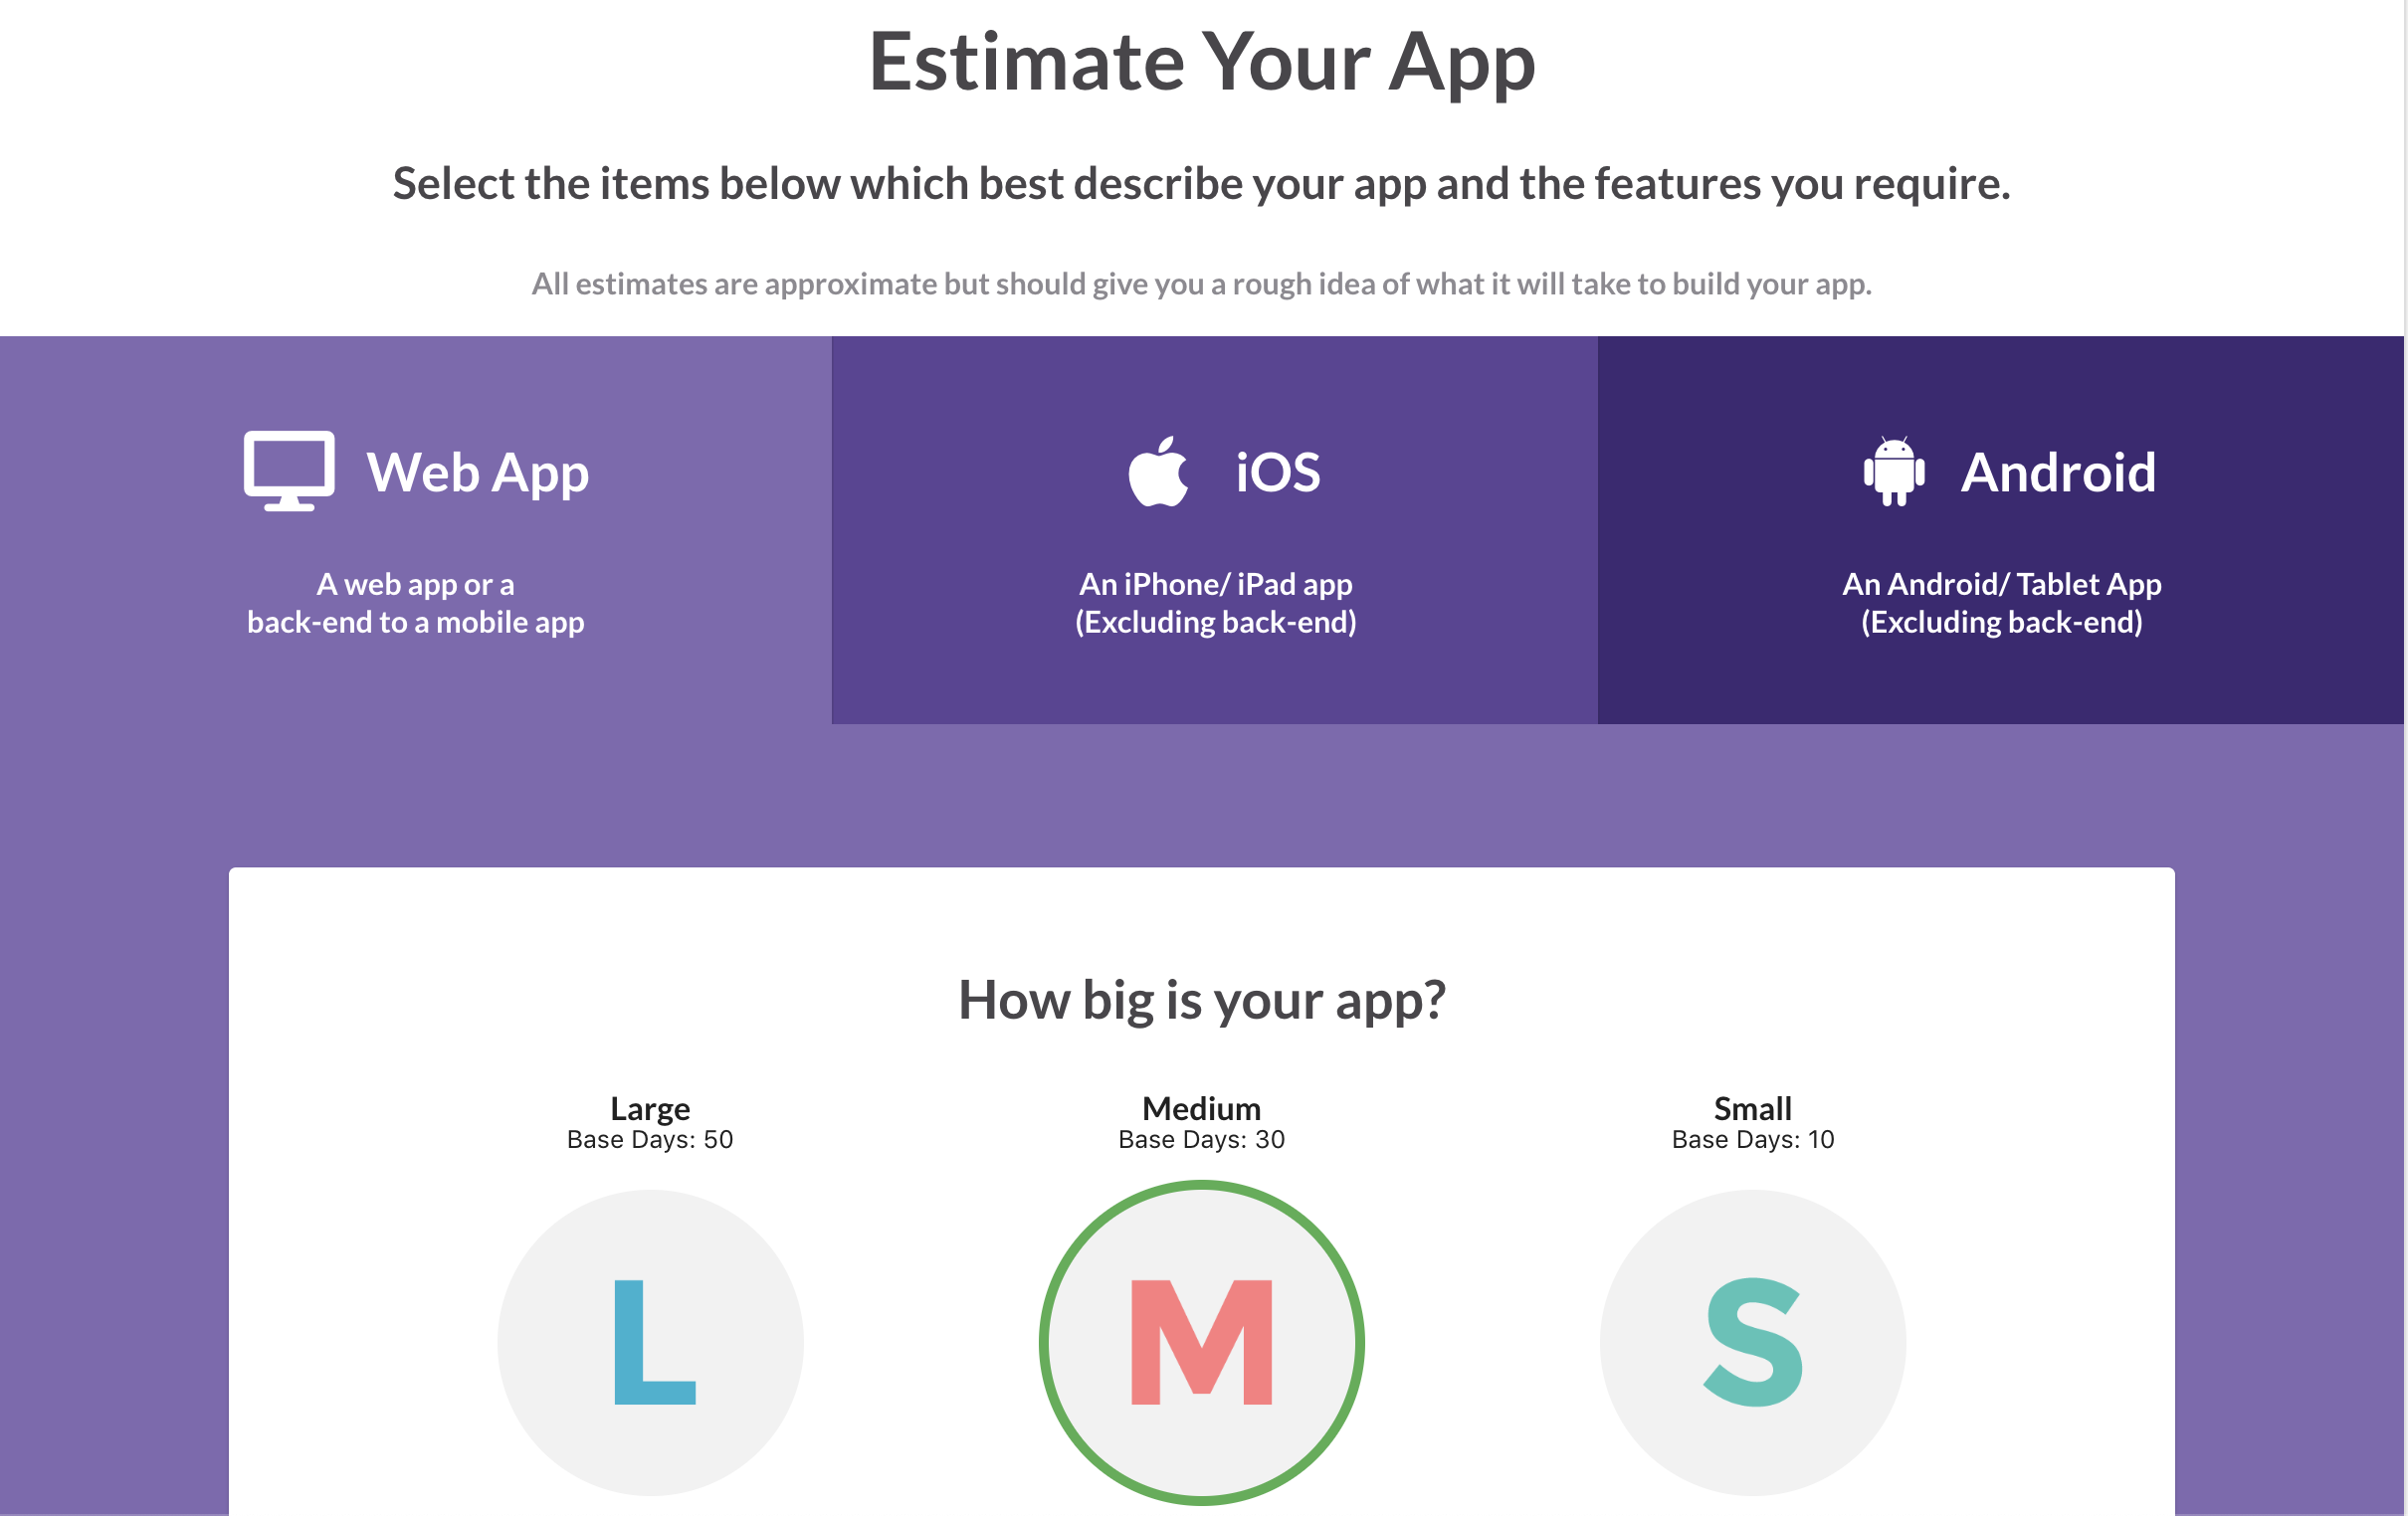 Estimate Your App
Select the items below which best describe your app and the features you require.
All estimates are approximate but should give you a rough idea of what it will take to build your app.
Web App
A web app or a
back-end to a mobile app
iOS
An iPhone/ iPad app
(Excluding back-end)
Android
An Android/ Tablet App
(Excluding back-end)
How big is your app?
Large
Base Days: 50
L
Medium
Base Days: 30
M
Small
Base Days: 10
S